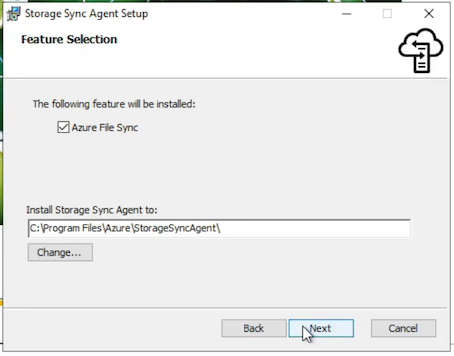 Storage Sync Agent Setup
Feature Selection
The following feature will be installed:
Azure File Sync
Install Storage Sync Agent to:
C:\Program Files\Azure\StorageSyncAgent\
Change...
Back Next Cancel